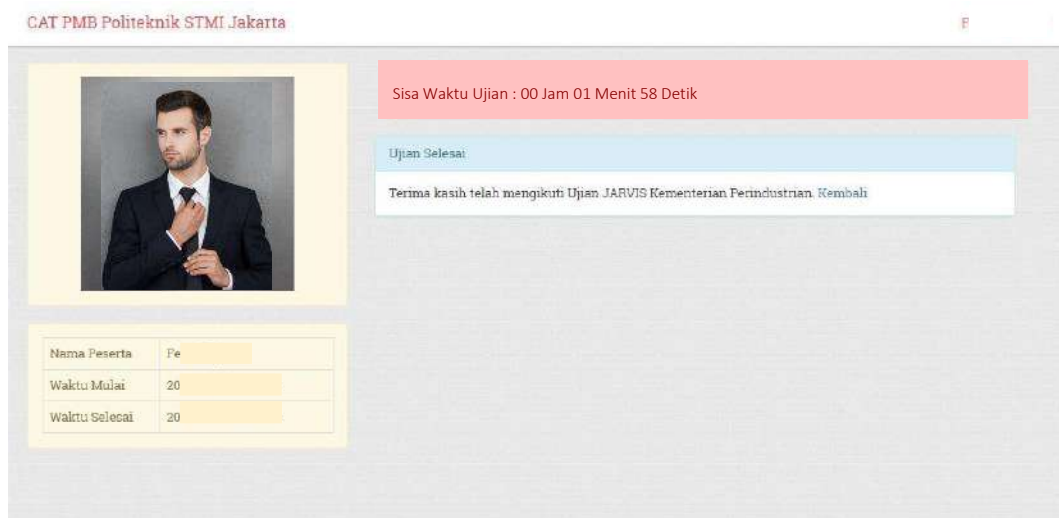 CAT PMB Politeknik STMI Jakarta
F
Sisa Waktu Ujian : 00 Jam 01 Menit 58 Detik
Ujian Selesai
Terima kasih telah mengikuti Ujian JARVIS Kementerian Perindustrian. Kembali
Nama Peserta Fe
Waktu Mulai 20
Waktu Selesai 20